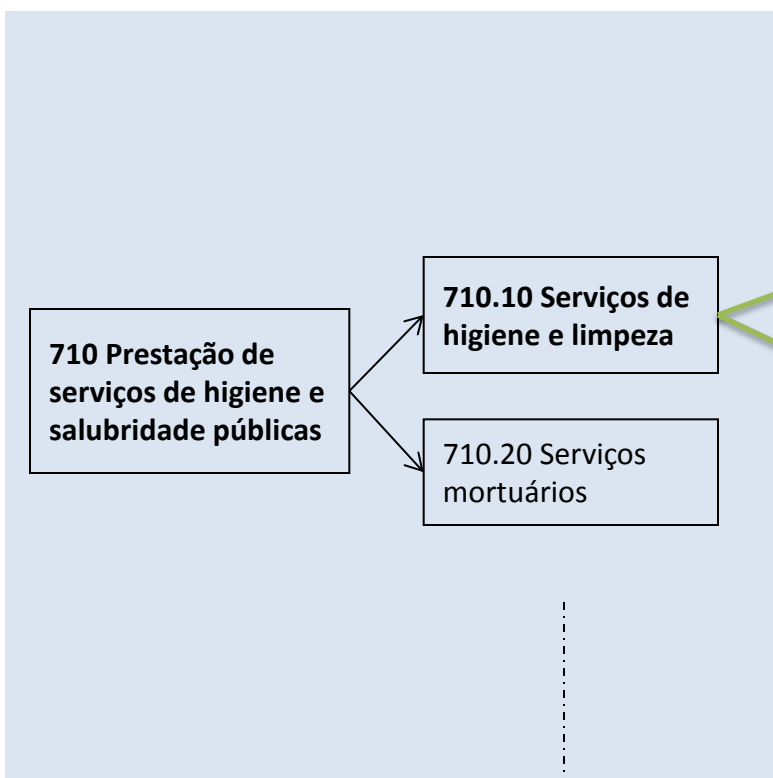 710.10 Serviços de
higiene e limpeza
710 Prestação de
serviços de higiene e
salubridade públicas
710.20 Serviços
mortuários